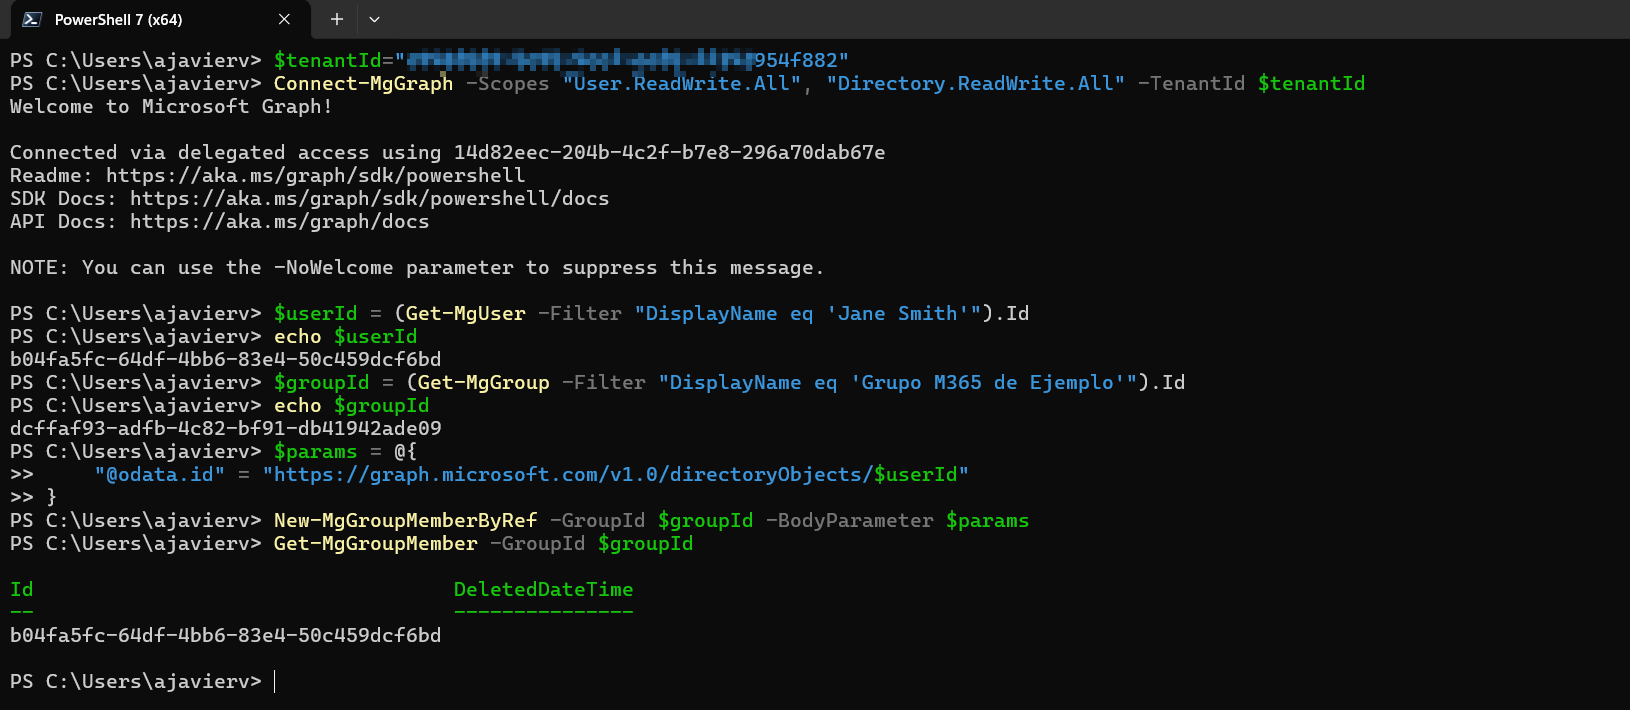 PowerShell 7 (x64)
PS C:\Users\ajavierv> $tenantId="954f882"
PS C:\Users\ajavierv> Connect-MgGraph -Scopes "User.ReadWrite.All", "Directory.ReadWrite.All" -TenantId $tenantId
Welcome to Microsoft Graph!
Connected via delegated access using 14d82eec-204b-4c2f-b7e8-296a70dab67e
Readme: https://aka.ms/graph/sdk/powershell
SDK Docs: https://aka.ms/graph/sdk/powershell/docs
API Docs: https://aka.ms/graph/docs
NOTE: You can use the -NoWelcome parameter to suppress this message.
PS C:\Users\ajavierv> $userId = (Get-MgUser -Filter "DisplayName eq 'Jane Smith'").Id
PS C:\Users\ajavierv> echo $userId
b04fa5fc-64df-4bb6-83e4-50c459dcf6bd
PS C:\Users\ajavierv> $groupId = (Get-MgGroup -Filter "DisplayName eq 'Grupo M365 de Ejemplo'").Id
PS C:\Users\ajavierv> echo $groupId
dcffaf93-adfb-4c82-bf91-db41942ade09
PS C:\Users\ajavierv> $params = @{
>>     "@odata.id" = "https://graph.microsoft.com/v1.0/directoryObjects/$userId"
>> }
PS C:\Users\ajavierv> New-MgGroupMemberByRef -GroupId $groupId -BodyParameter $params
PS C:\Users\ajavierv> Get-MgGroupMember -GroupId $groupId
Id                                   DeletedDateTime
--                                   ---------------
b04fa5fc-64df-4bb6-83e4-50c459dcf6bd
PS C:\Users\ajavierv>